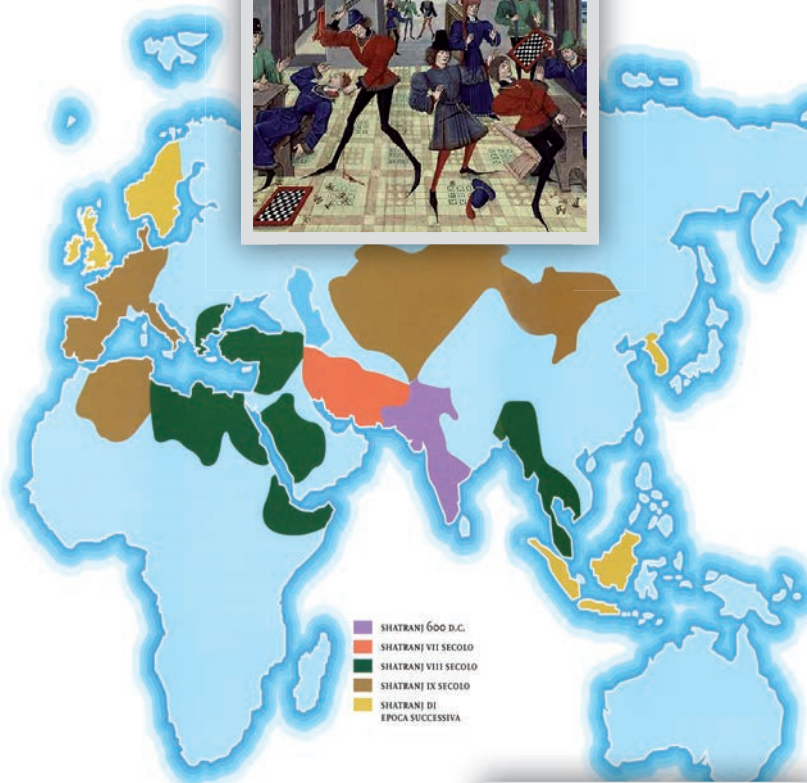 SHATRANJ 600 D.C.
SHATRANJ VII SECOLO
SHATRANJ VIII SECOLO
SHATRANJ IX SECOLO
SHATRANJ DI
EPOCA SUCCESSIVA